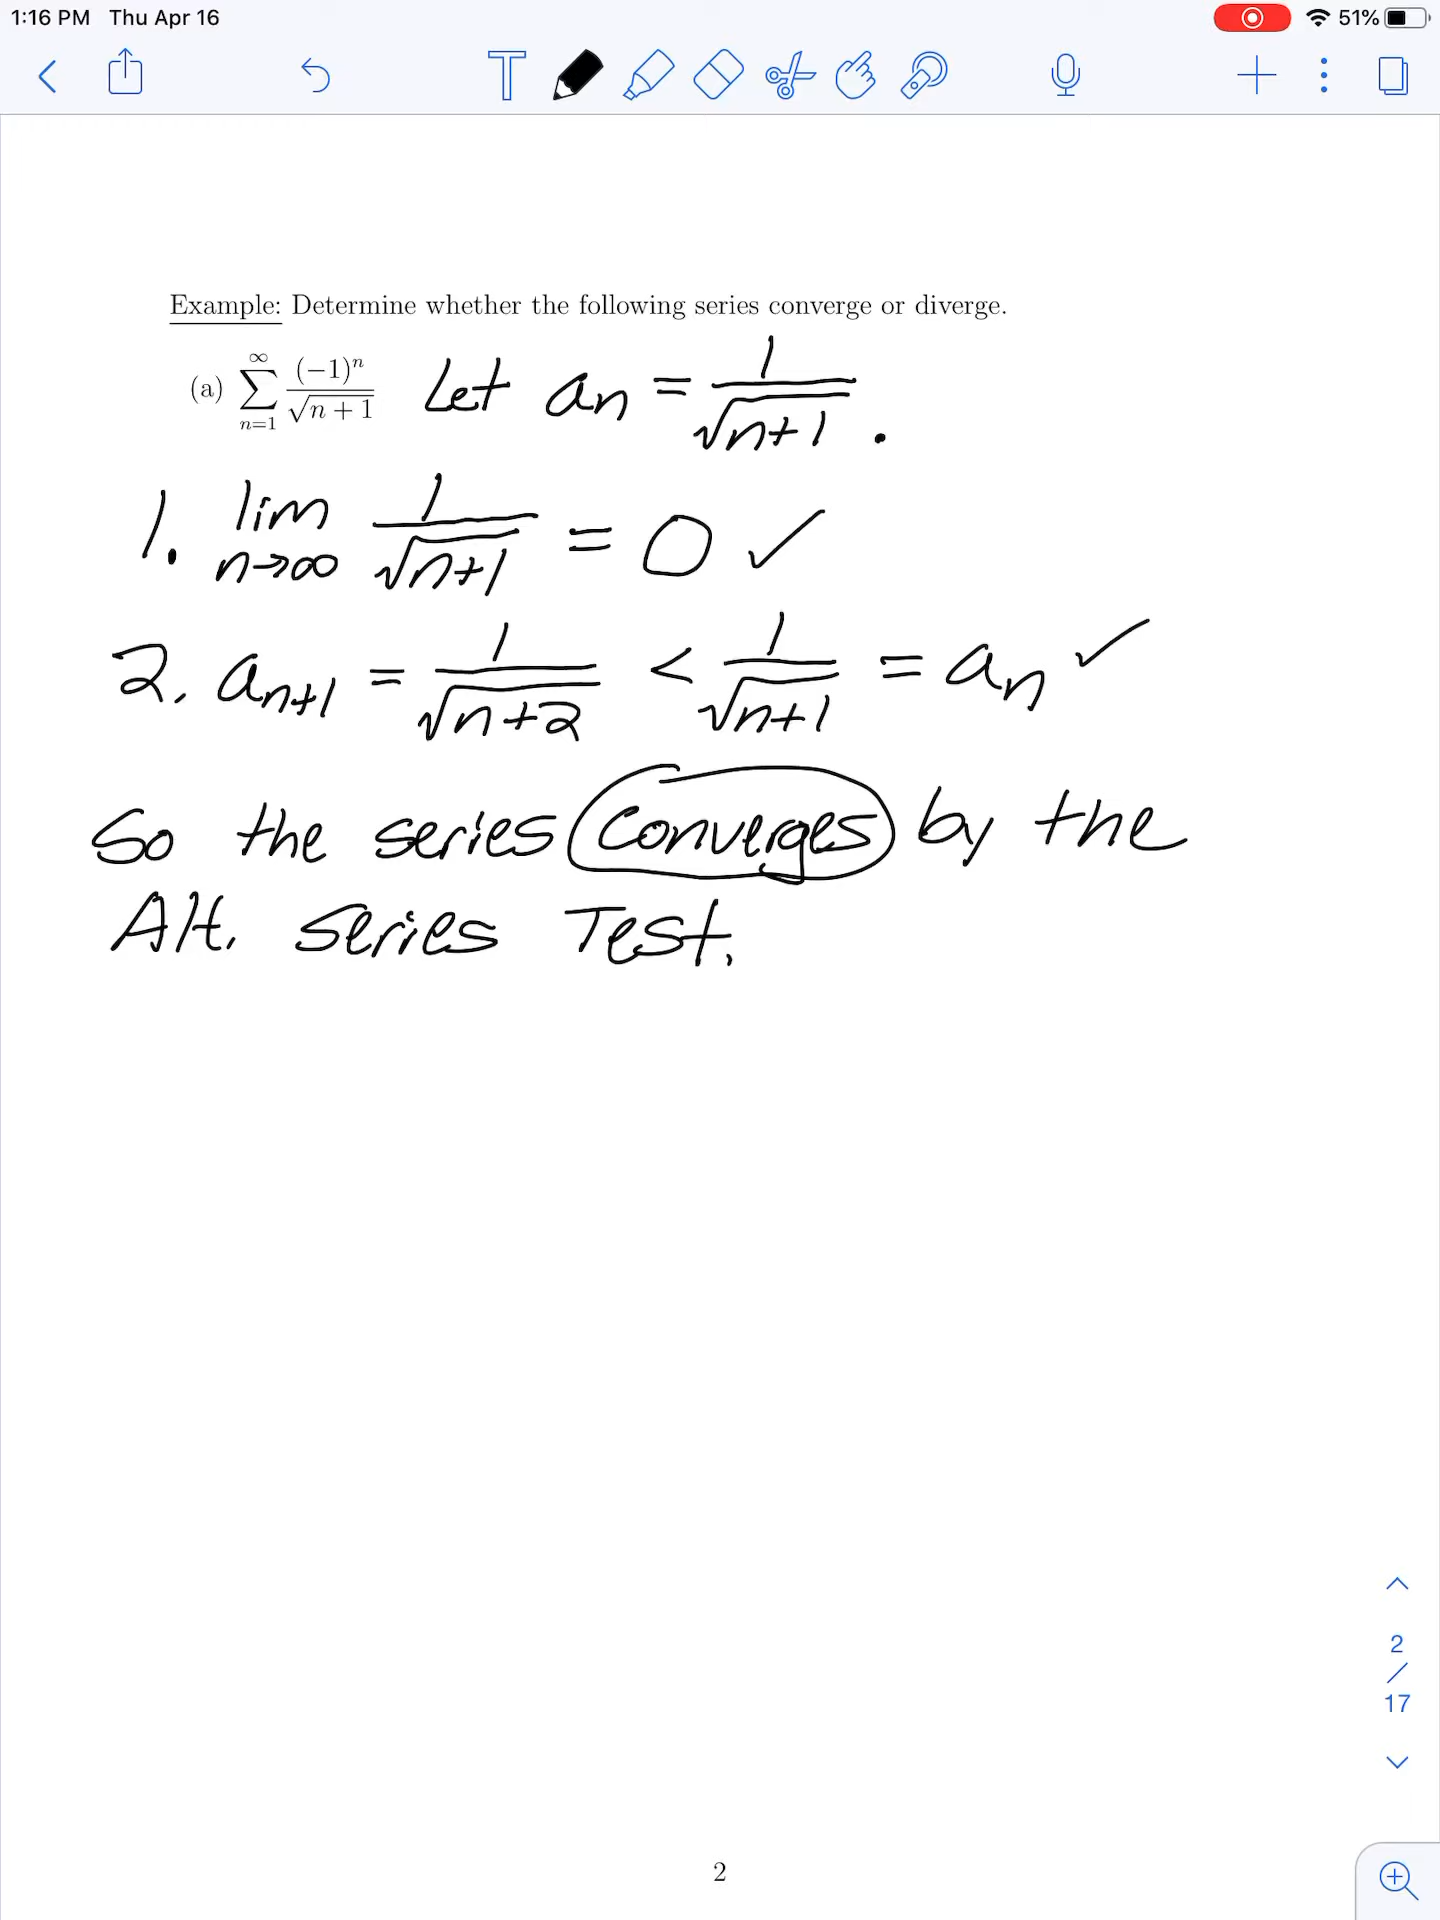 1:16 PM Thu Apr 16 51%
Example: Determine whether the following series converge or diverge.
(a) ∑_{n=1}^{∞} (-1)^n / √(n+1) Let an = 1/√(n+1) .
1. lim_{n→∞} 1/√(n+1) = 0 ✓
2. a_{n+1} = 1/√(n+2) < 1/√(n+1) = a_n ✓
So the series converges by the
Alt. Series Test.
2
/
17
2